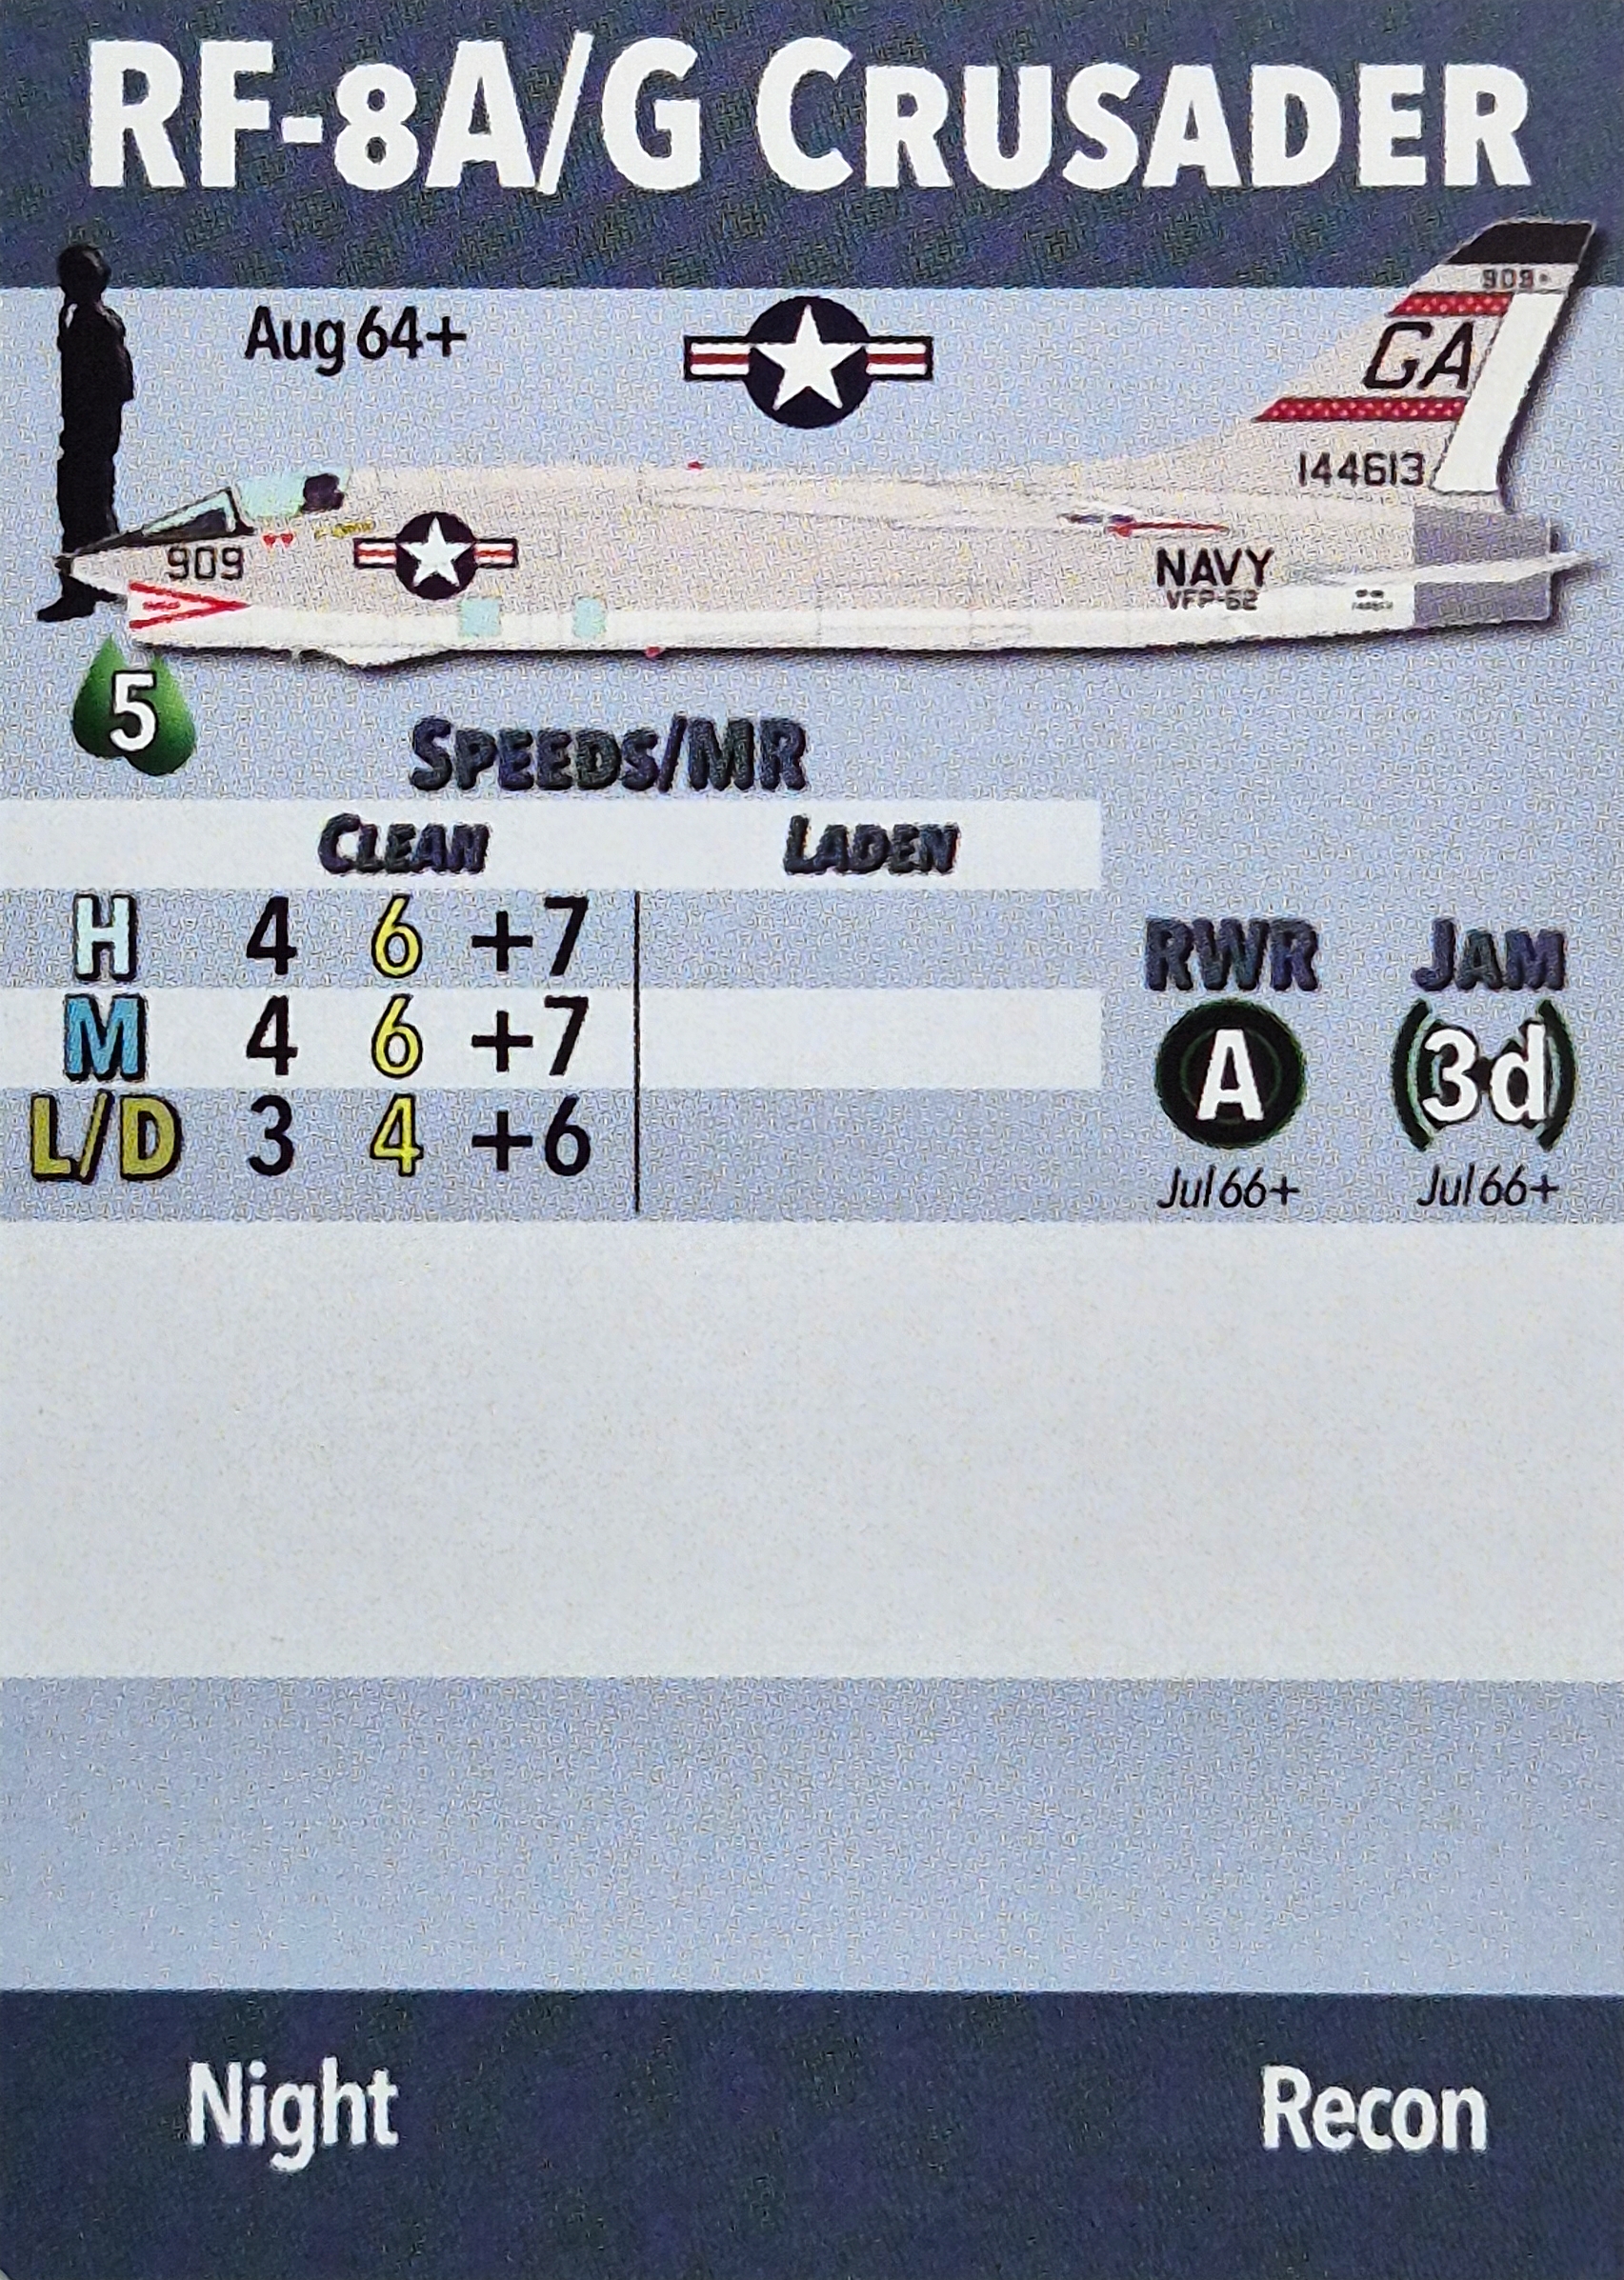 RF-8A/G CRUSADER
909
Aug 64+
GA
144613
909
NAVY
VFP-62
5
SPEEDS/MR
CLEAN LADEN
H 4 6 +7
M 4 6 +7
L/D 3 4 +6
RWR JAM
A (3d)
Jul 66+ Jul 66+
Night Recon